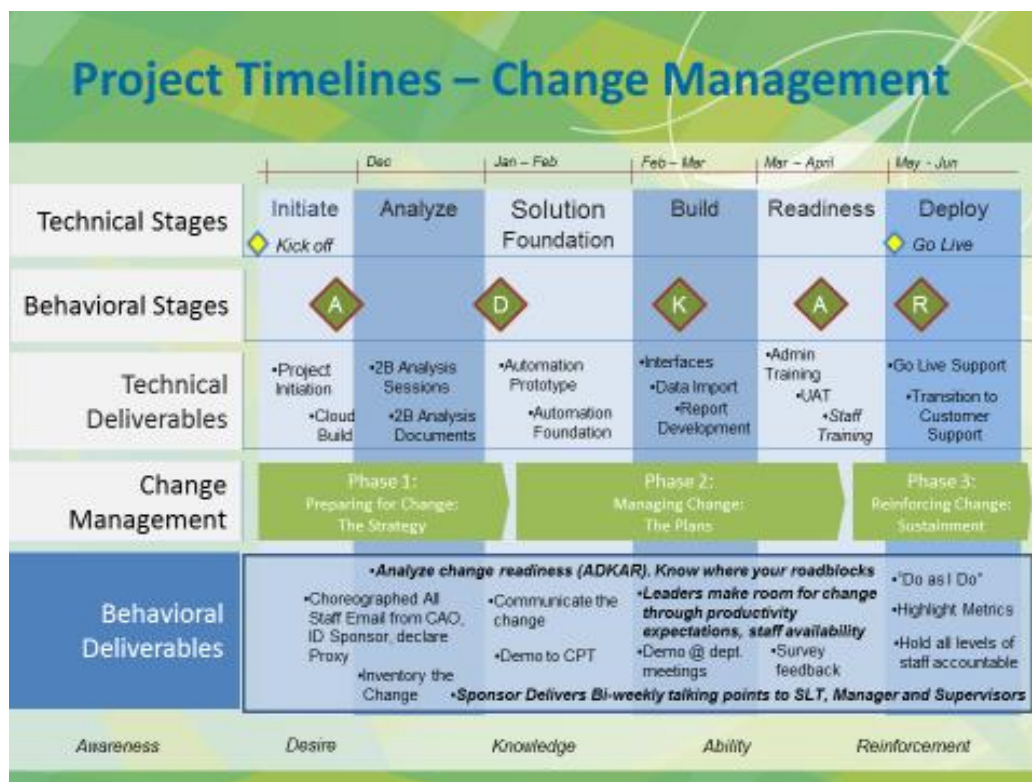 Project Timelines – Change Management
Dec
Jan – Feb
Feb – Mar
Mar – April
May - Jun
Technical Stages
Initiate
Kick off
Analyze
Solution
Foundation
Build
Readiness
Deploy
Go Live
Behavioral Stages
A
D
K
A
R
Technical
Deliverables
•Project
Initiation
•Cloud
Build
•2B Analysis
Sessions
•2B Analysis
Documents
•Automation
Prototype
•Automation
Foundation
•Interfaces
•Data Import
•Report
Development
•Admin
Training
•UAT
•Staff
Training
•Go Live Support
•Transition to
Customer
Support
Change
Management
Phase 1:
Preparing for Change:
The Strategy
Phase 2:
Managing Change:
The Plans
Phase 3:
Reinforcing Change:
Sustainment
Behavioral
Deliverables
•Analyze change readiness (ADKAR). Know where your roadblocks
•Choreographed All
Staff Email from CAO,
ID Sponsor, declare
Proxy
•Inventory the
Change
•Communicate the
change
•Demo to CPT
•Leaders make room for change
through productivity
expectations, staff availability
•Demo @ dept.
meetings
•Survey
feedback
•"Do as I Do"
•Highlight Metrics
•Hold all levels of
staff accountable
•Sponsor Delivers Bi-weekly talking points to SLT, Manager and Supervisors
Awareness
Desire
Knowledge
Ability
Reinforcement